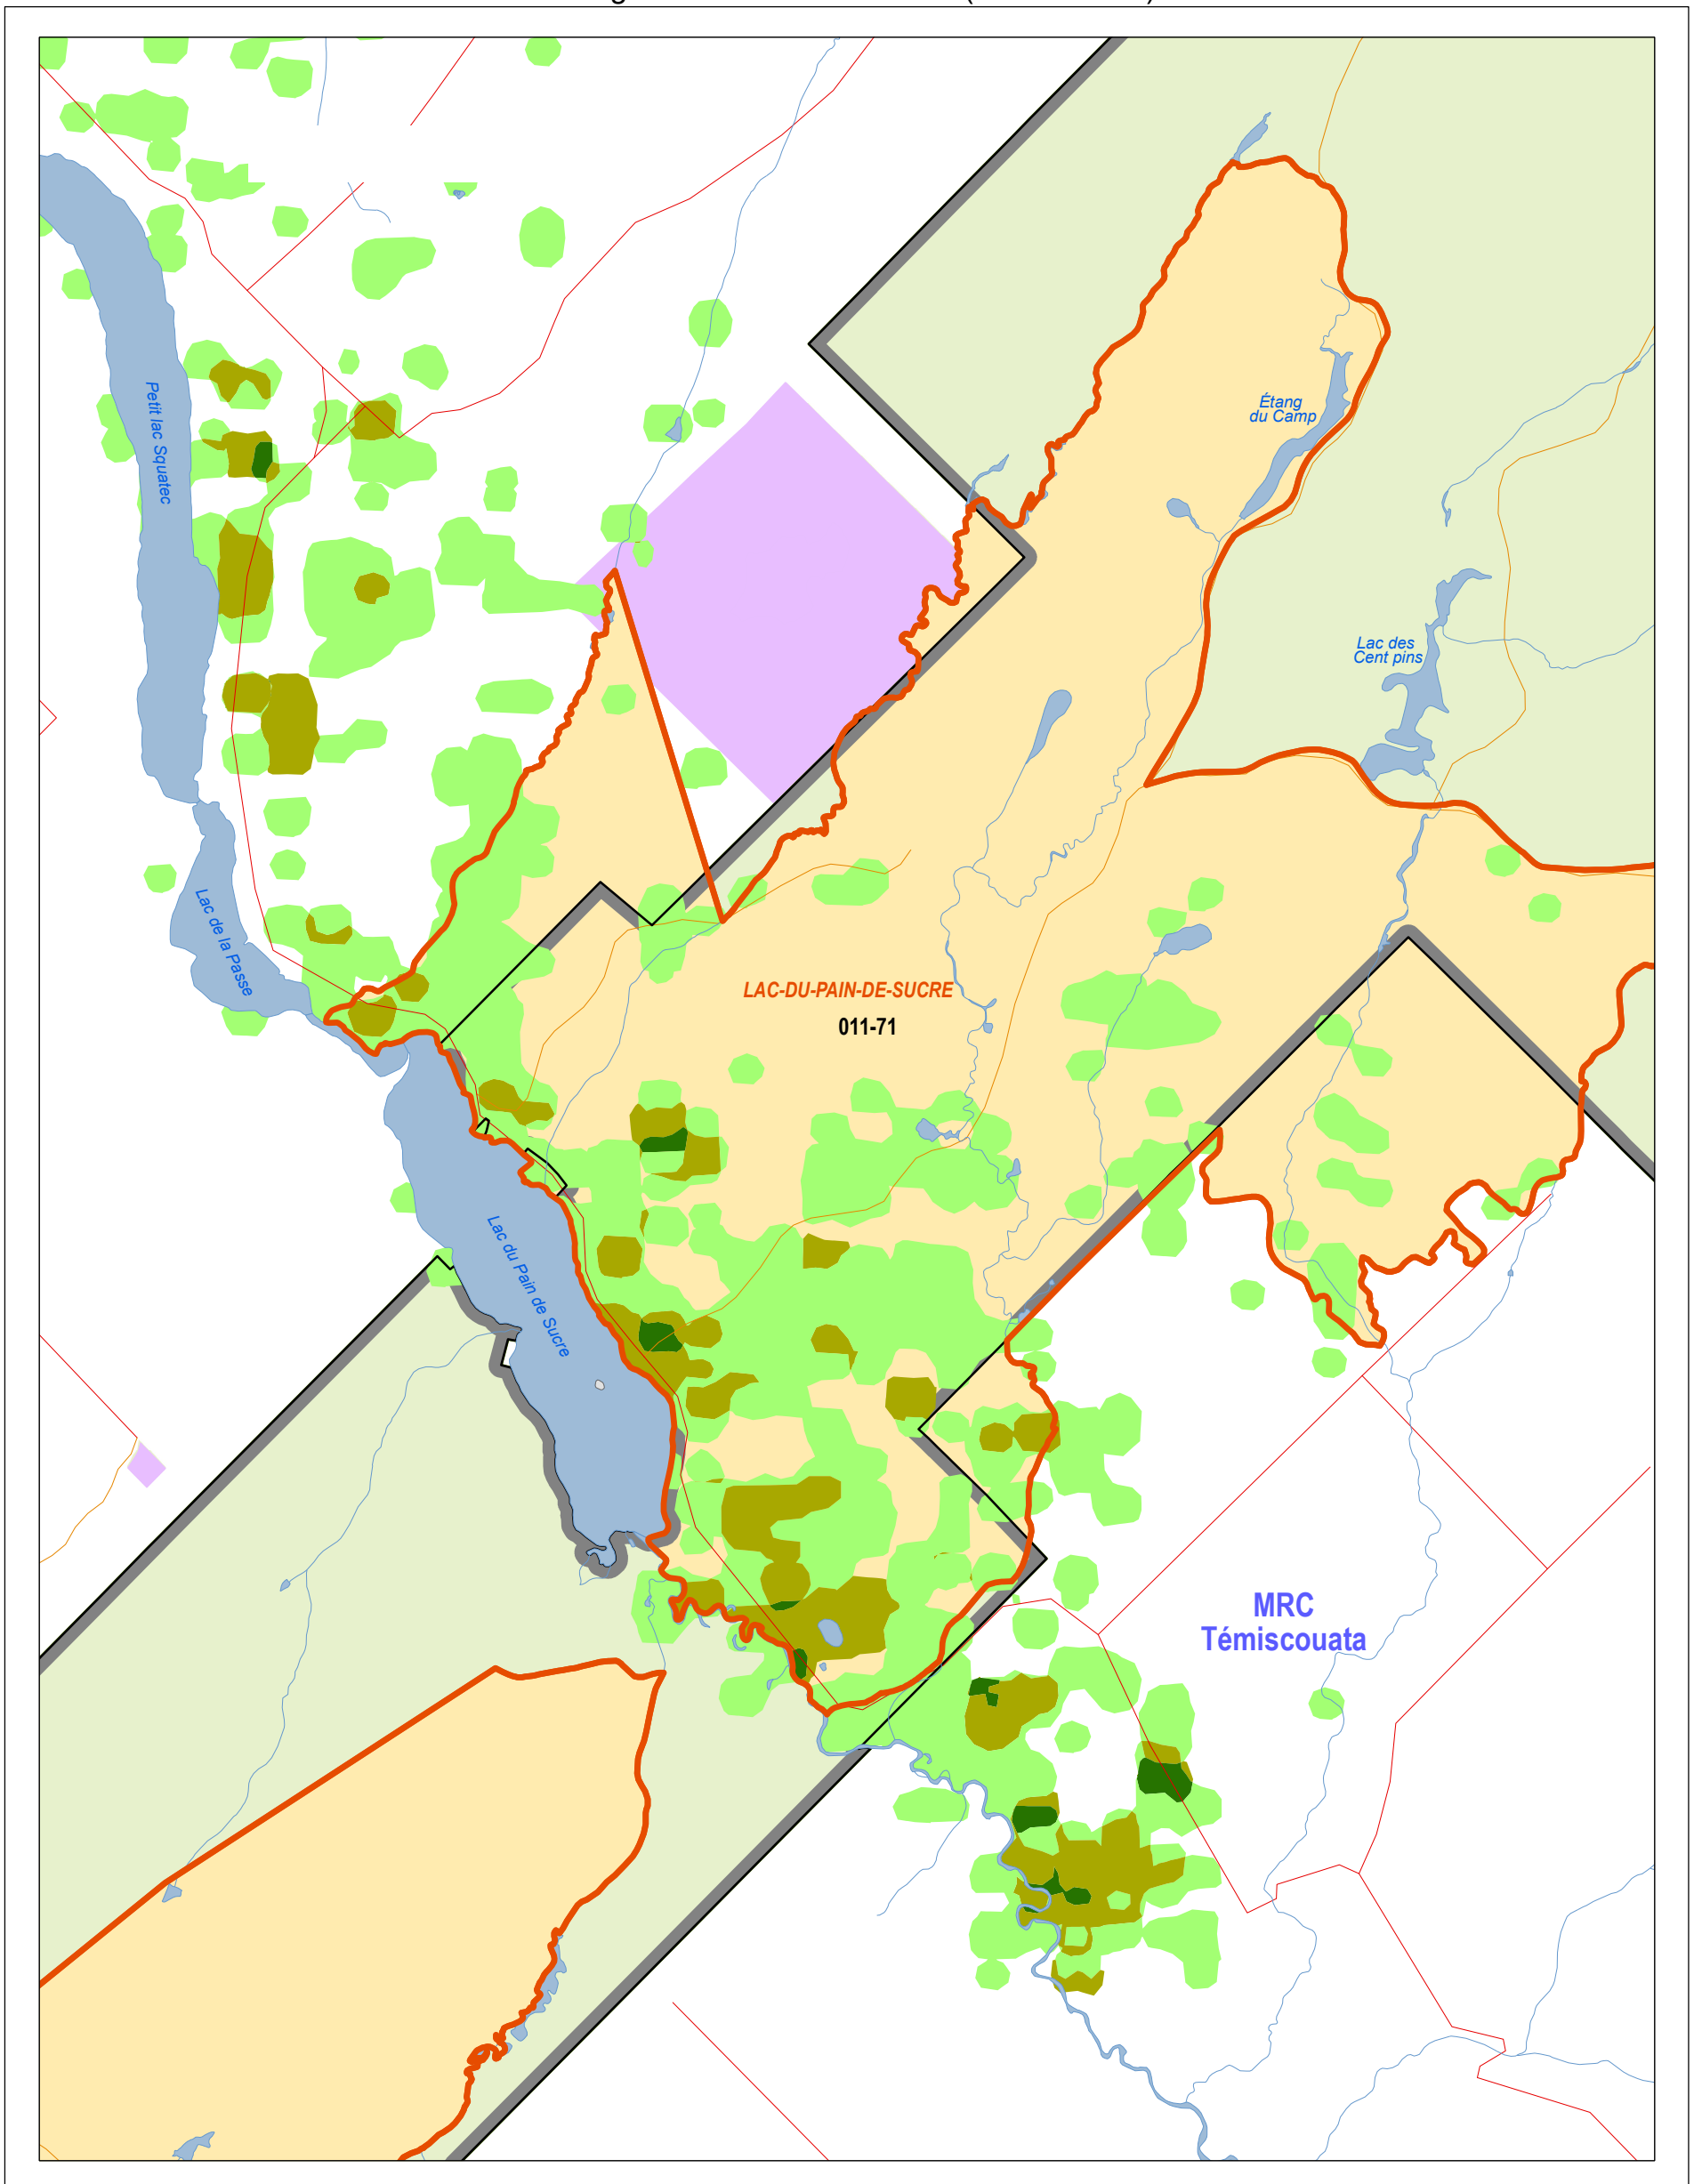 Petit lac Squatec
Étang
du Camp
Lac des
Cent pins
Lac de la Passe
LAC-DU-PAIN-DE-SUCRE
011-71
Lac du Pain de Sucre
MRC
Témiscouata